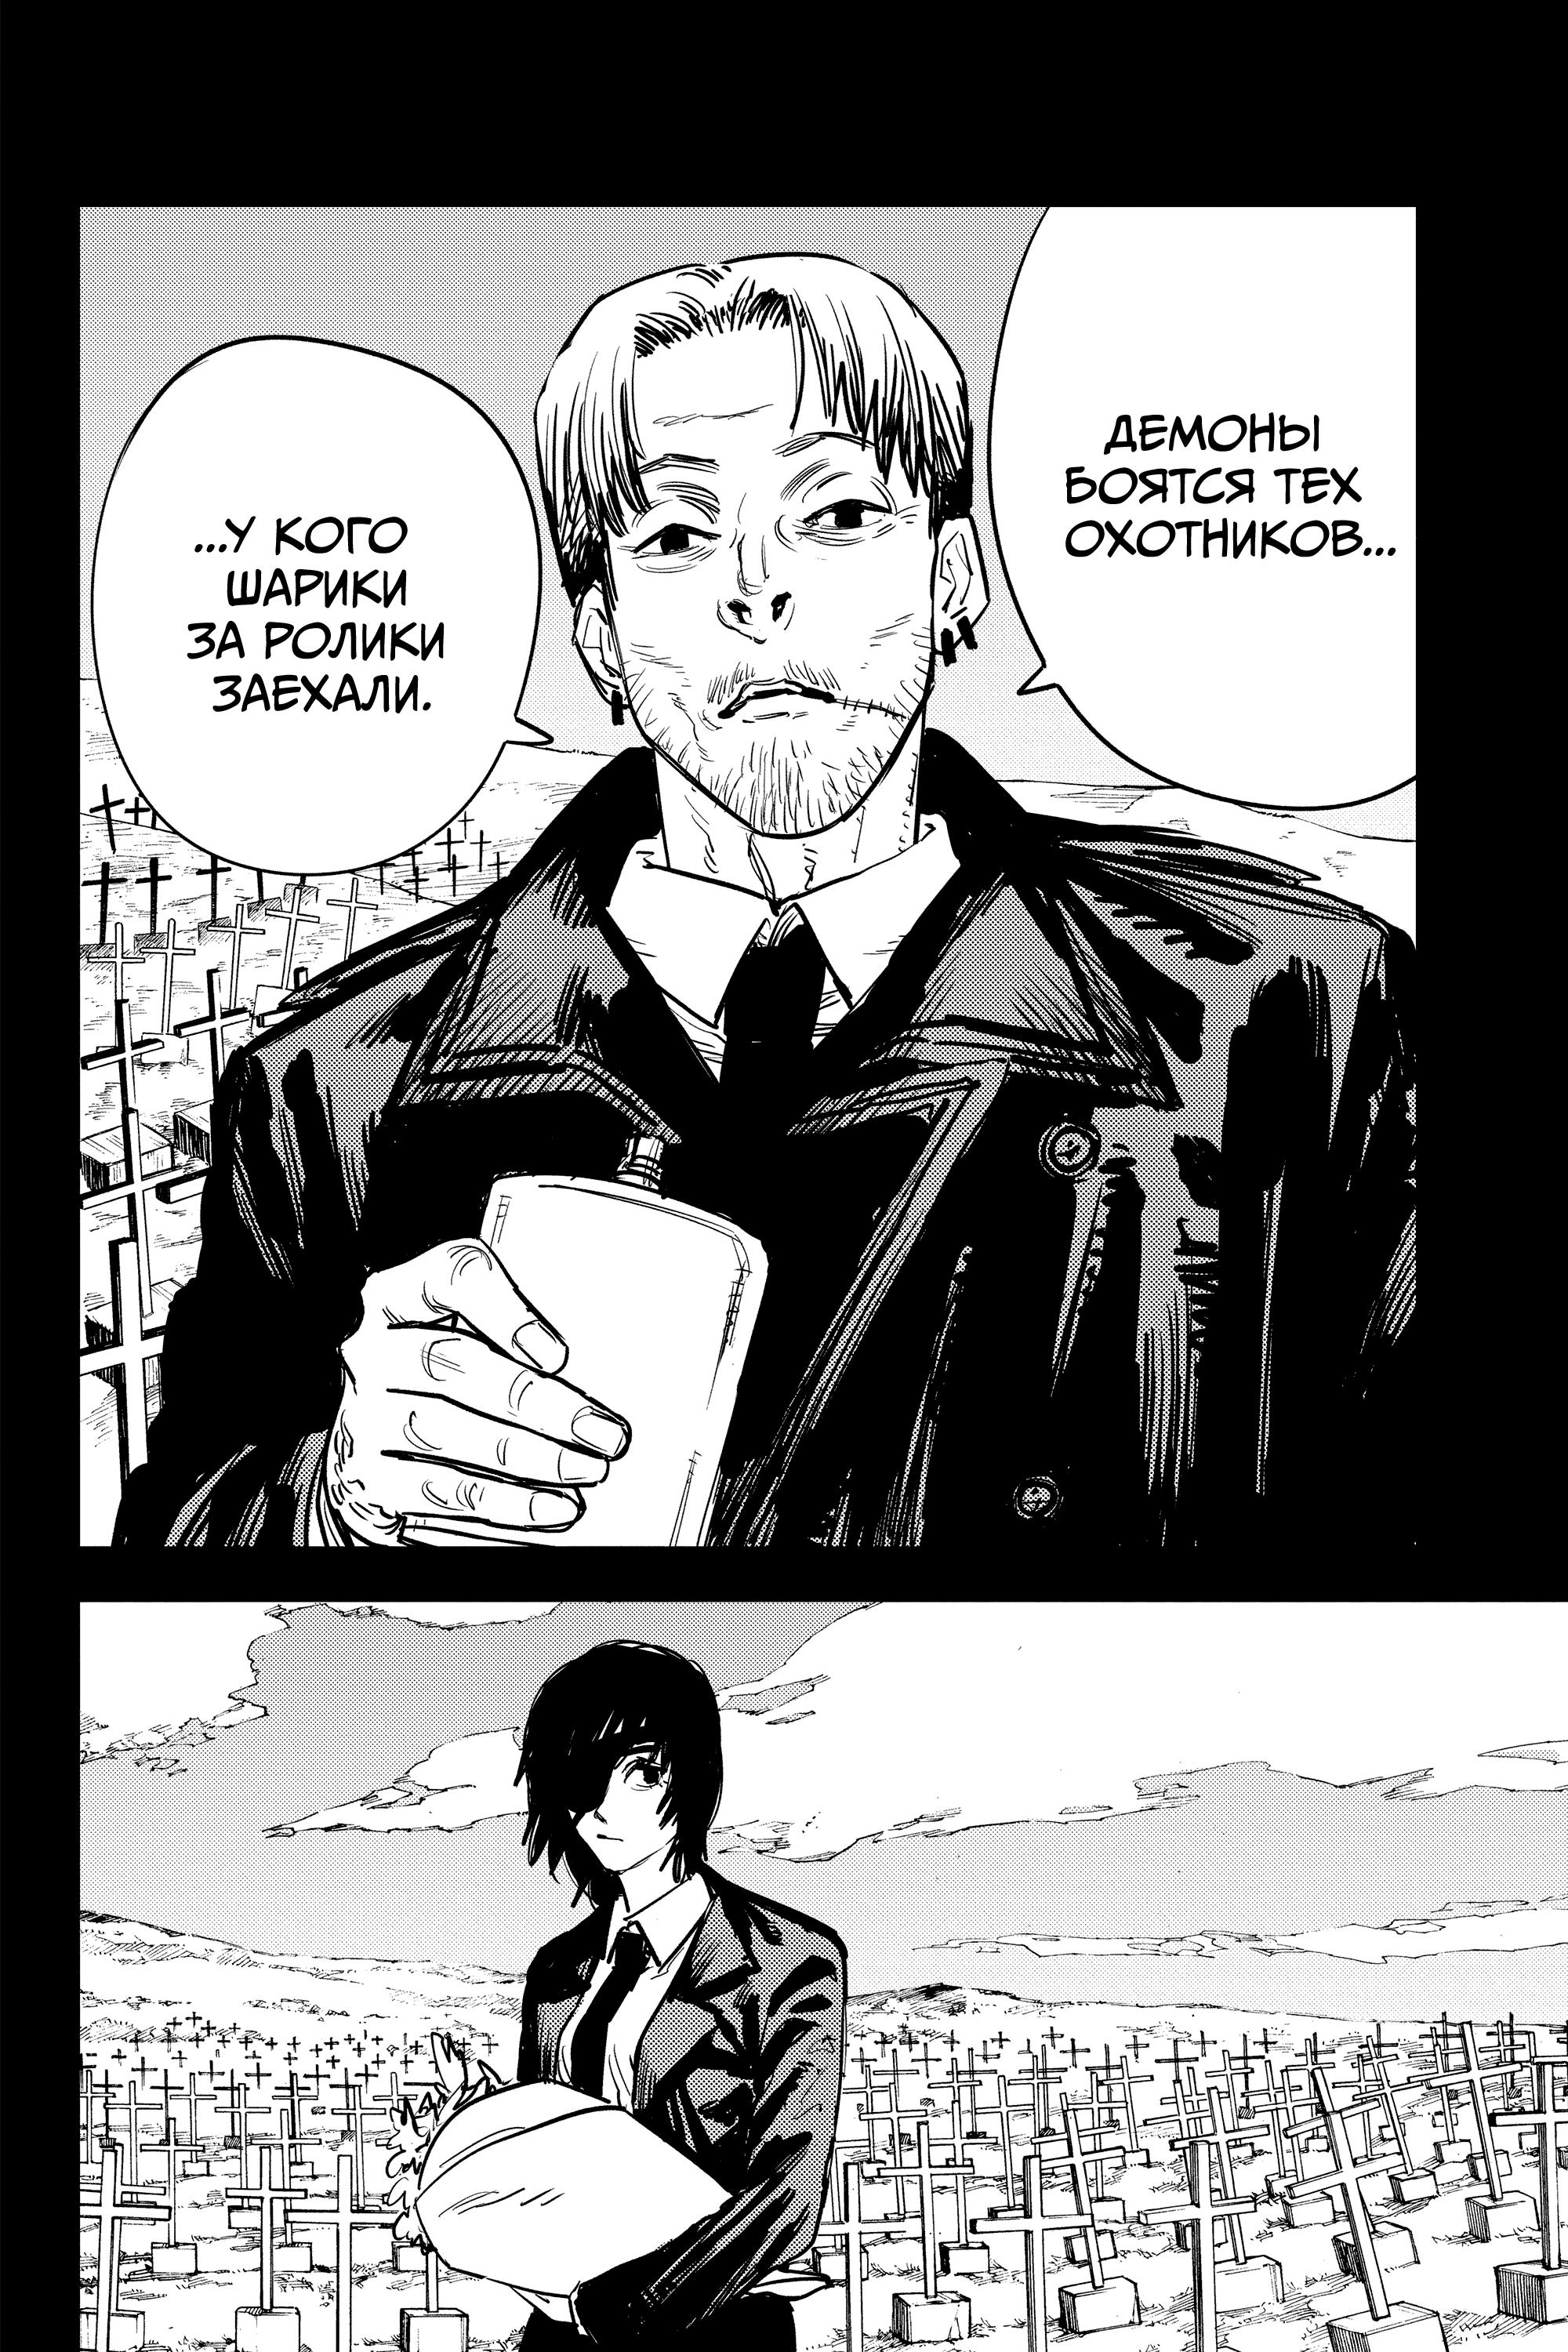 ДЕМОНЫ
БОЯТСЯ ТЕХ
ОХОТНИКОВ...
...У КОГО
ШАРИКИ
ЗА РОЛИКИ
ЗАЕХАЛИ.